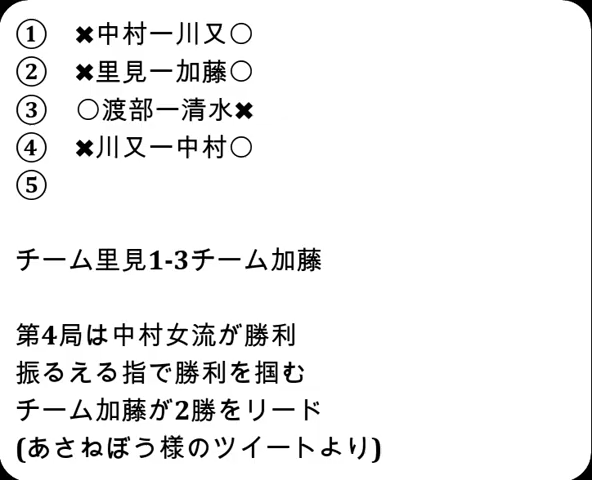 ① ✖中村ー川又○
② ✖里見ー加藤○
③ ○渡部ー清水✖
④ ✖川又ー中村○
⑤
チーム里見1-3チーム加藤
第4局は中村女流が勝利
振るえる指で勝利を掴む
チーム加藤が2勝をリード
(あさねぼう様のツイートより)